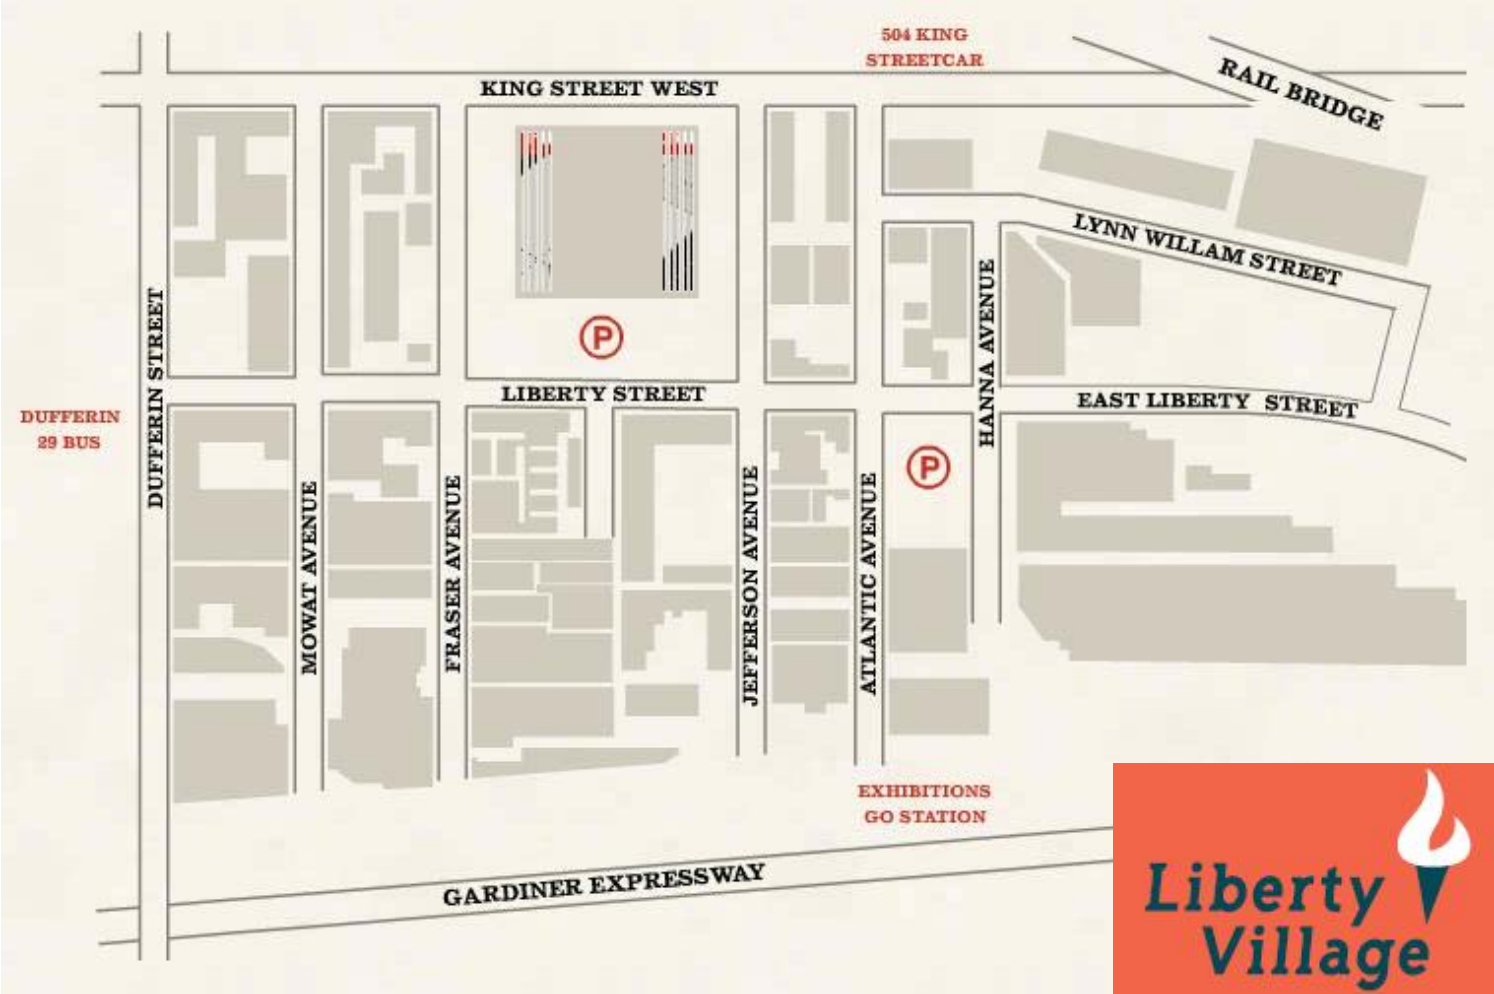 504 KING
STREETCAR
KING STREET WEST
RAIL BRIDGE
LYNN WILLAM STREET
HANNA AVENUE
DUFFERIN STREET
P
LIBERTY STREET
EAST LIBERTY STREET
DUFFERIN
29 BUS
P
MOWAT AVENUE
FRASER AVENUE
JEFFERSON AVENUE
ATLANTIC AVENUE
EXHIBITIONS
GO STATION
GARDINER EXPRESSWAY
Liberty
Village